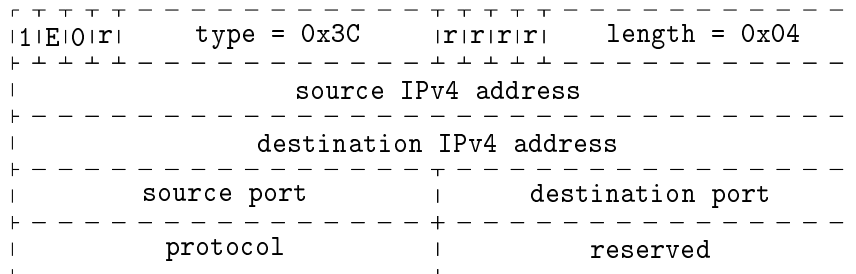 1 E 0 r type = 0x3C r r r r length = 0x04
source IPv4 address
destination IPv4 address
source port destination port
protocol reserved